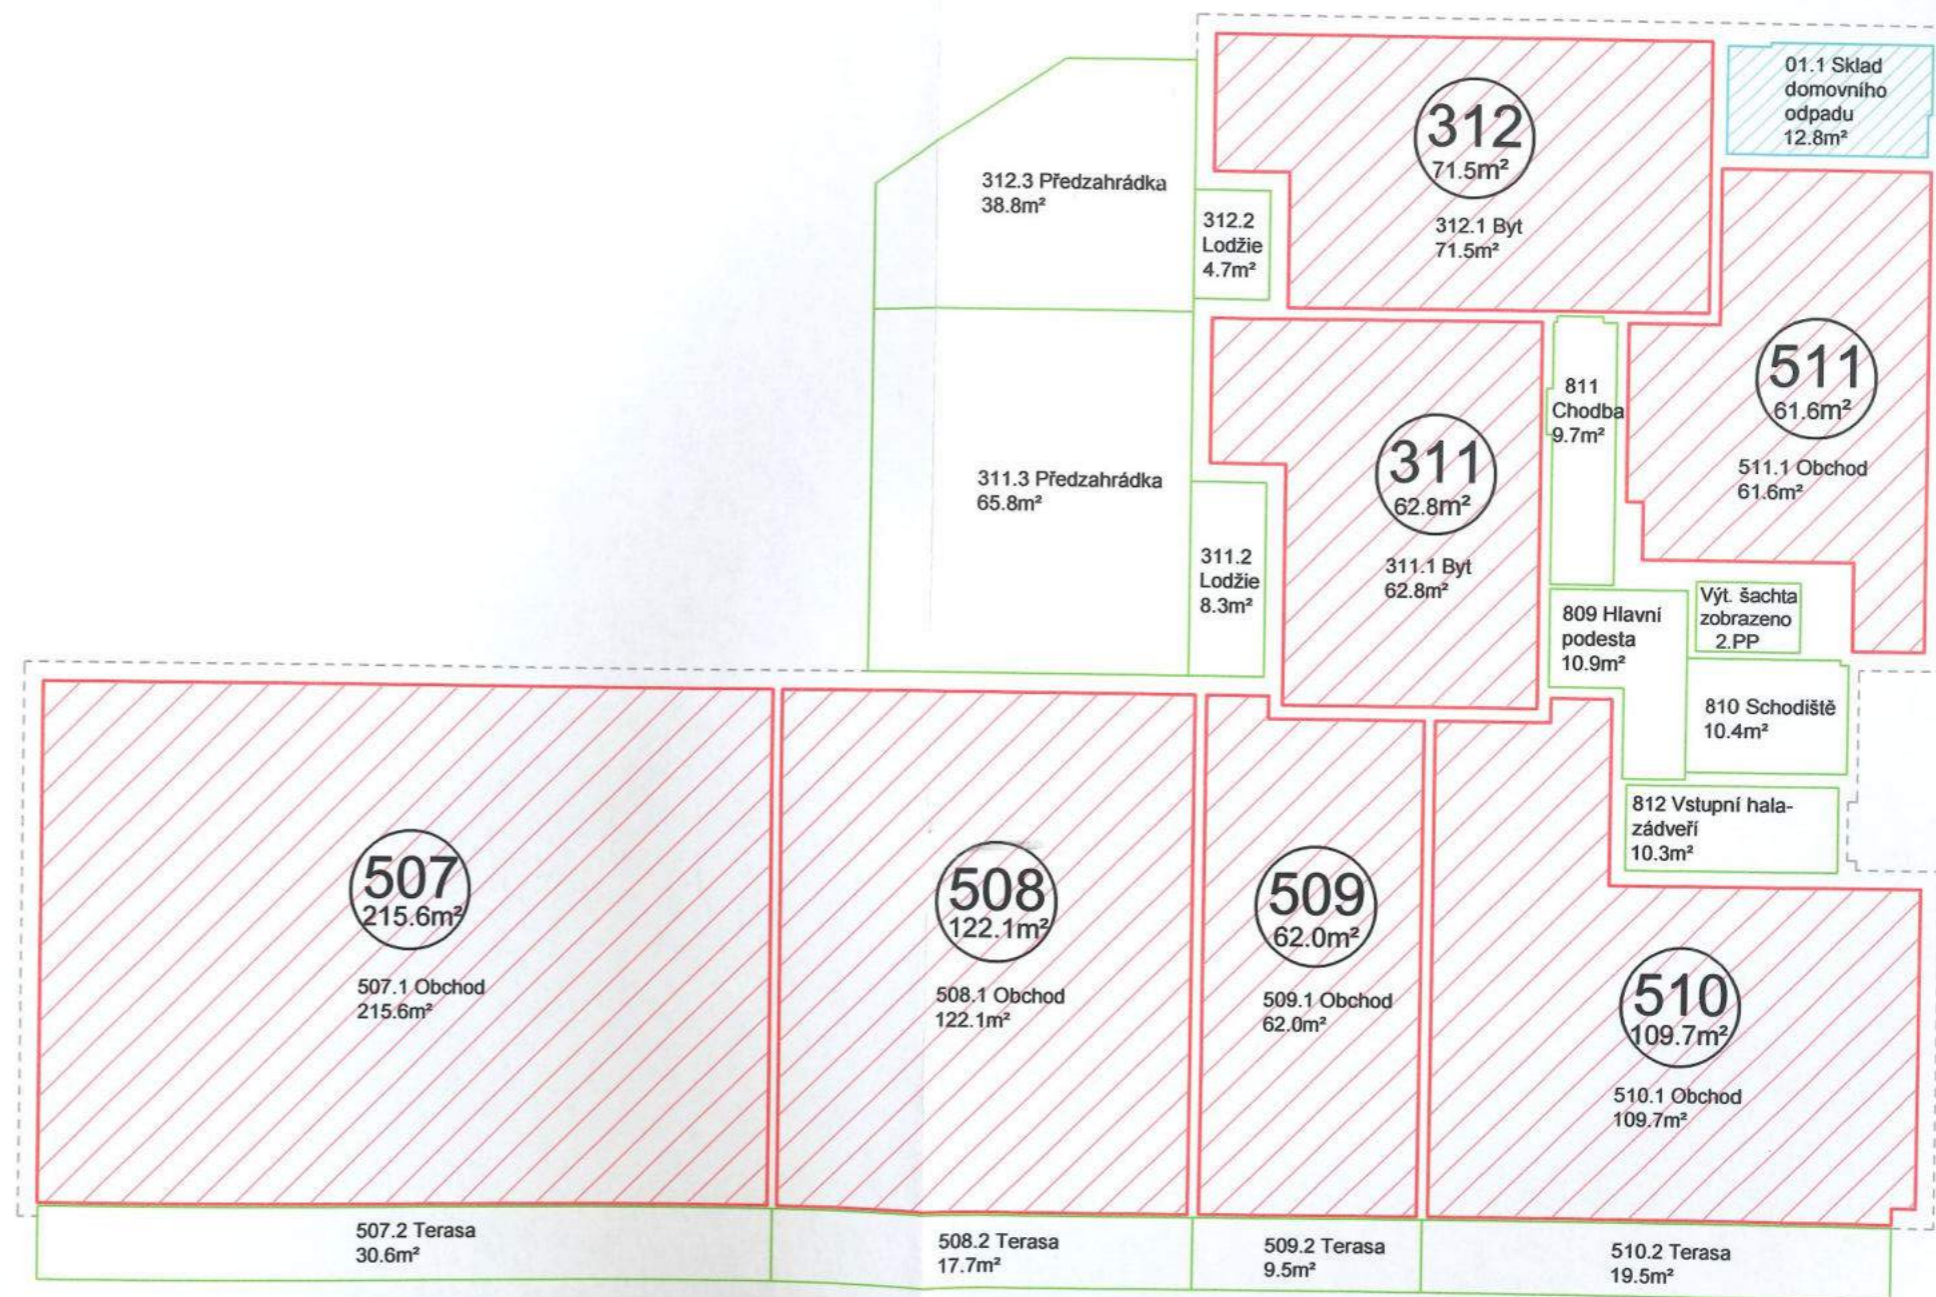 312
71.5m²
312.1 Byt
71.5m²
01.1 Sklad
domovního
odpadu
12.8m²
312.3 Předzahrádka
38.8m²
312.2
Lodžie
4.7m²
511
61.6m²
511.1 Obchod
61.6m²
811
Chodba
9.7m²
311
62.8m²
311.1 Byt
62.8m²
311.3 Předzahrádka
65.8m²
311.2
Lodžie
8.3m²
809 Hlavní
podesta
10.9m²
Výt. šachta
zobrazeno
2.PP
810 Schodiště
10.4m²
812 Vstupní hala-
zádveří
10.3m²
507
215.6m²
507.1 Obchod
215.6m²
508
122.1m²
508.1 Obchod
122.1m²
509
62.0m²
509.1 Obchod
62.0m²
510
109.7m²
510.1 Obchod
109.7m²
507.2 Terasa
30.6m²
508.2 Terasa
17.7m²
509.2 Terasa
9.5m²
510.2 Terasa
19.5m²